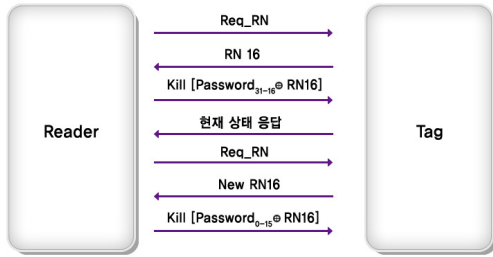 Req_RN
RN 16
Kill [Password31-16⊕ RN16]
Reader
현재 상태 응답
Tag
Req_RN
New RN16
Kill [Password0-15⊕ RN16]